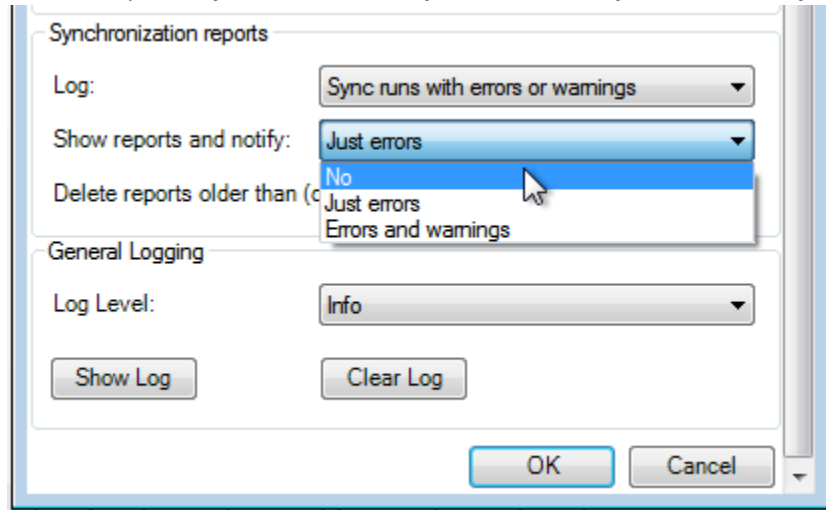 Synchronization reports
Log: Sync runs with errors or warnings
Show reports and notify: Just errors
No
Delete reports older than (
Just errors
Errors and warnings
General Logging
Log Level: Info
Show Log Clear Log
OK Cancel